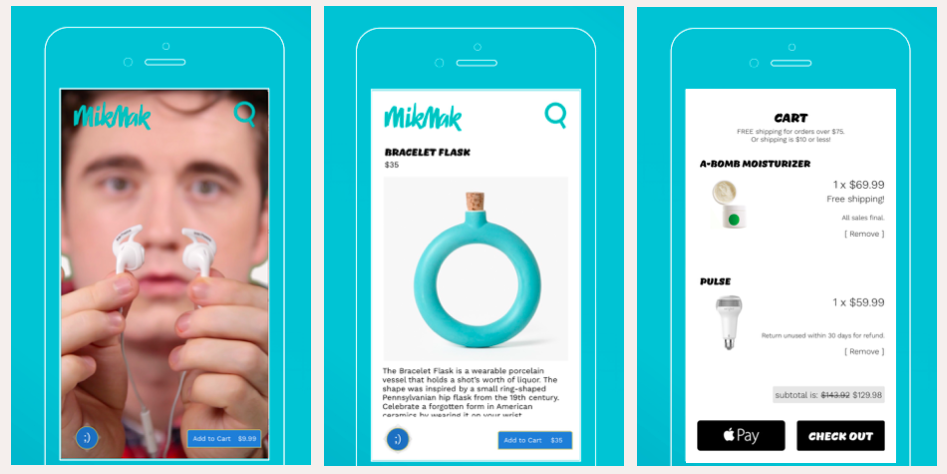 MikMak
;)
Add to Cart $9.99
MikMak
BRACELET FLASK
$35
The Bracelet Flask is a wearable porcelain
vessel that holds a shot's worth of liquor. The
shape was inspired by a small ring-shaped
Pennsylvanian hip flask from the 19th century.
Celebrate a forgotten form in American
ceramics by wearing it on your wrist
;)
Add to Cart $35
CART
FREE shipping for orders over $75.
Or shipping is $10 or less!
A-BOMB MOISTURIZER
1 x $69.99
Free shipping!
All sales final.
[ Remove ]
PULSE
1 x $59.99
Return unused within 30 days for refund.
[ Remove ]
subtotal is: $143.92 $129.98
Pay
CHECK OUT